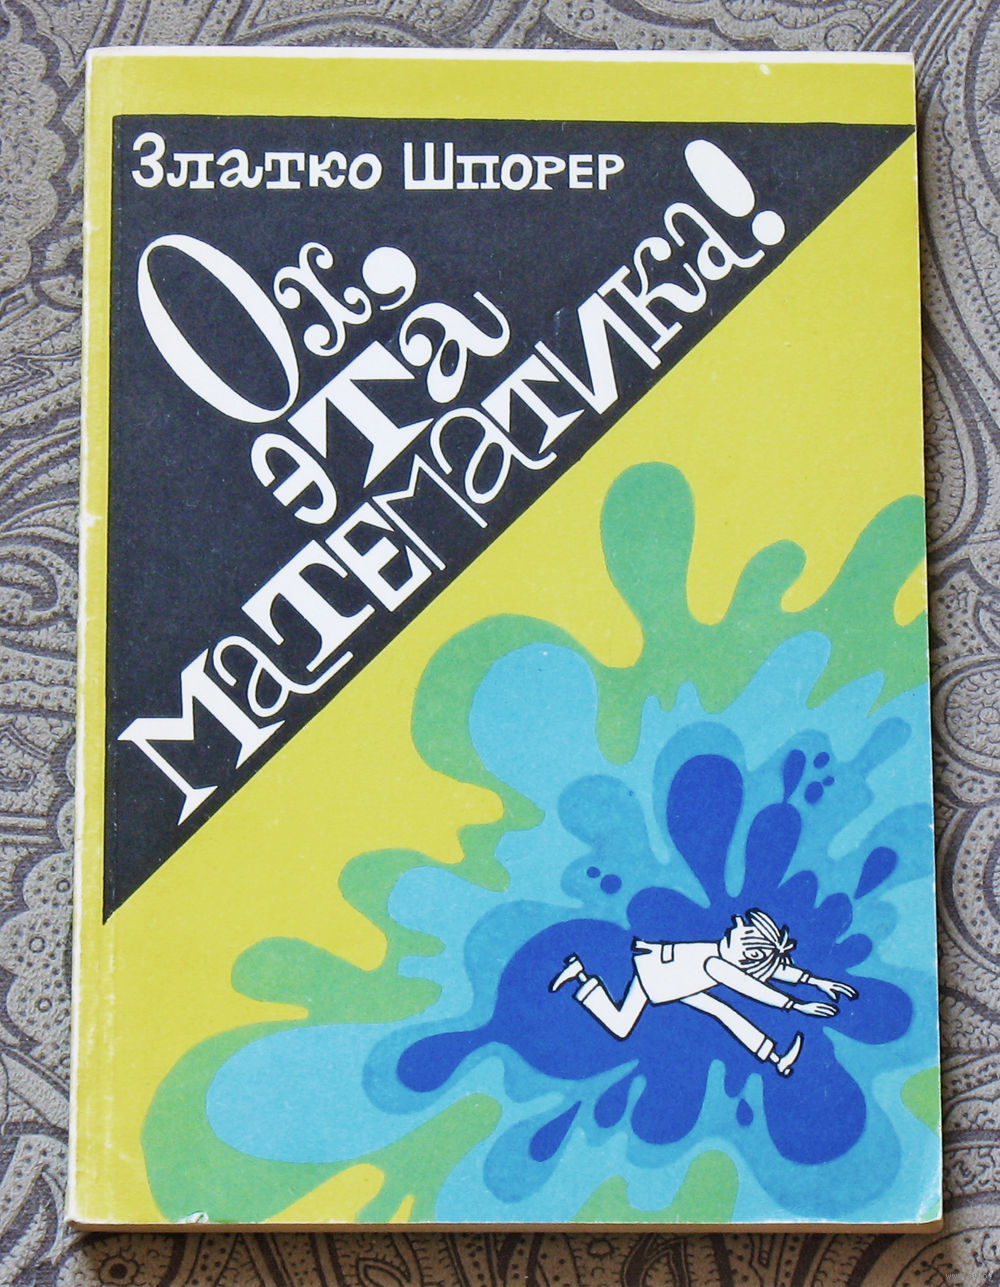 Златко Шпорер
Ох,
эта
математика!